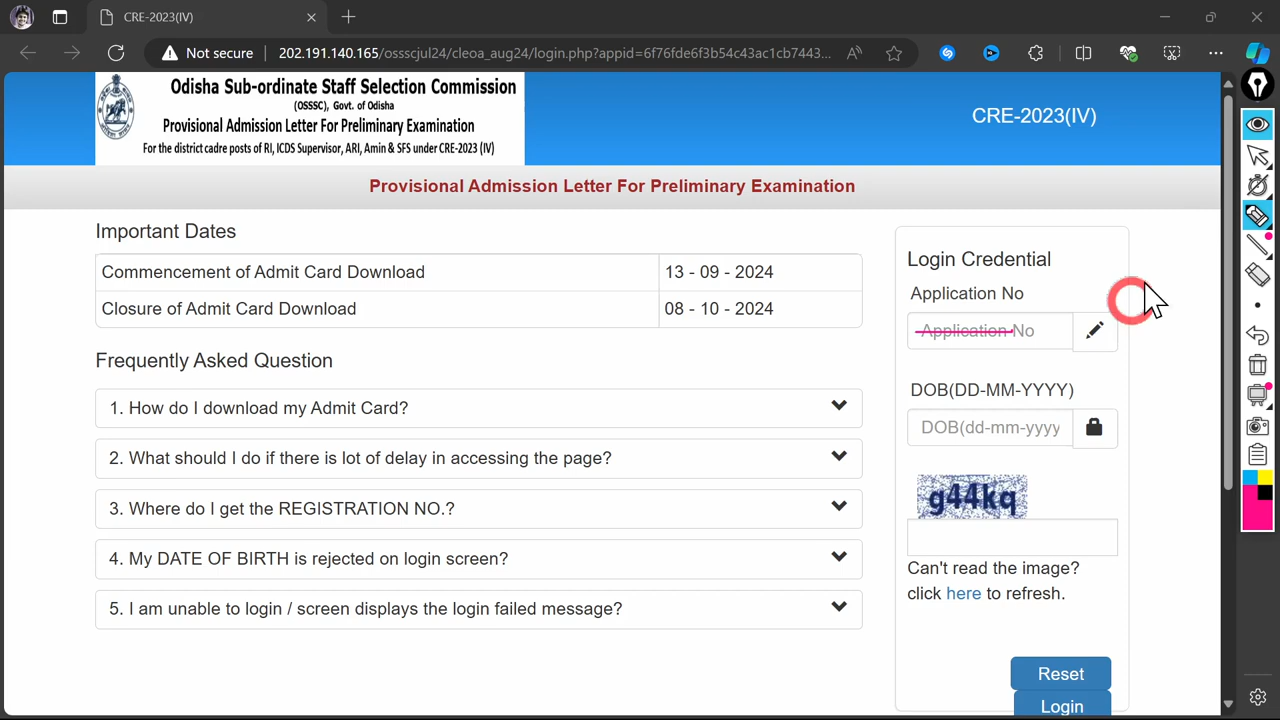 CRE-2023(IV)
Not secure
202.191.140.165/ossscjul24/cleoa_aug24/login.php?appid=6f76fde6f3b54c43ac1cb7443...
Odisha Sub-ordinate Staff Selection Commission
(OSSSC), Govt. of Odisha
Provisional Admission Letter For Preliminary Examination
For the district cadre posts of RI, ICDS Supervisor, ARI, Amin & SFS under CRE-2023 (IV)
CRE-2023(IV)
Provisional Admission Letter For Preliminary Examination
Important Dates
Commencement of Admit Card Download 13 - 09 - 2024
Closure of Admit Card Download 08 - 10 - 2024
Frequently Asked Question
1. How do I download my Admit Card?
2. What should I do if there is lot of delay in accessing the page?
3. Where do I get the REGISTRATION NO.?
4. My DATE OF BIRTH is rejected on login screen?
5. I am unable to login / screen displays the login failed message?
Login Credential
Application No
Application No
DOB(DD-MM-YYYY)
DOB(dd-mm-yyyy
g44kq
Can't read the image?
click here to refresh.
Reset
Login